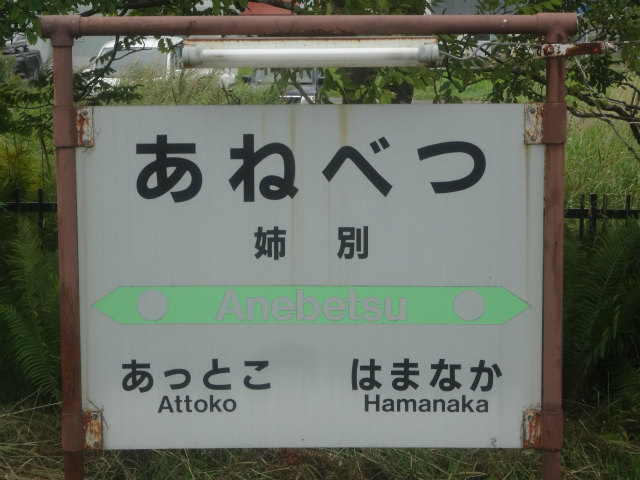 あねべつ
姉別
Anebetsu
あっとこ はまなか
Attoko Hamanaka